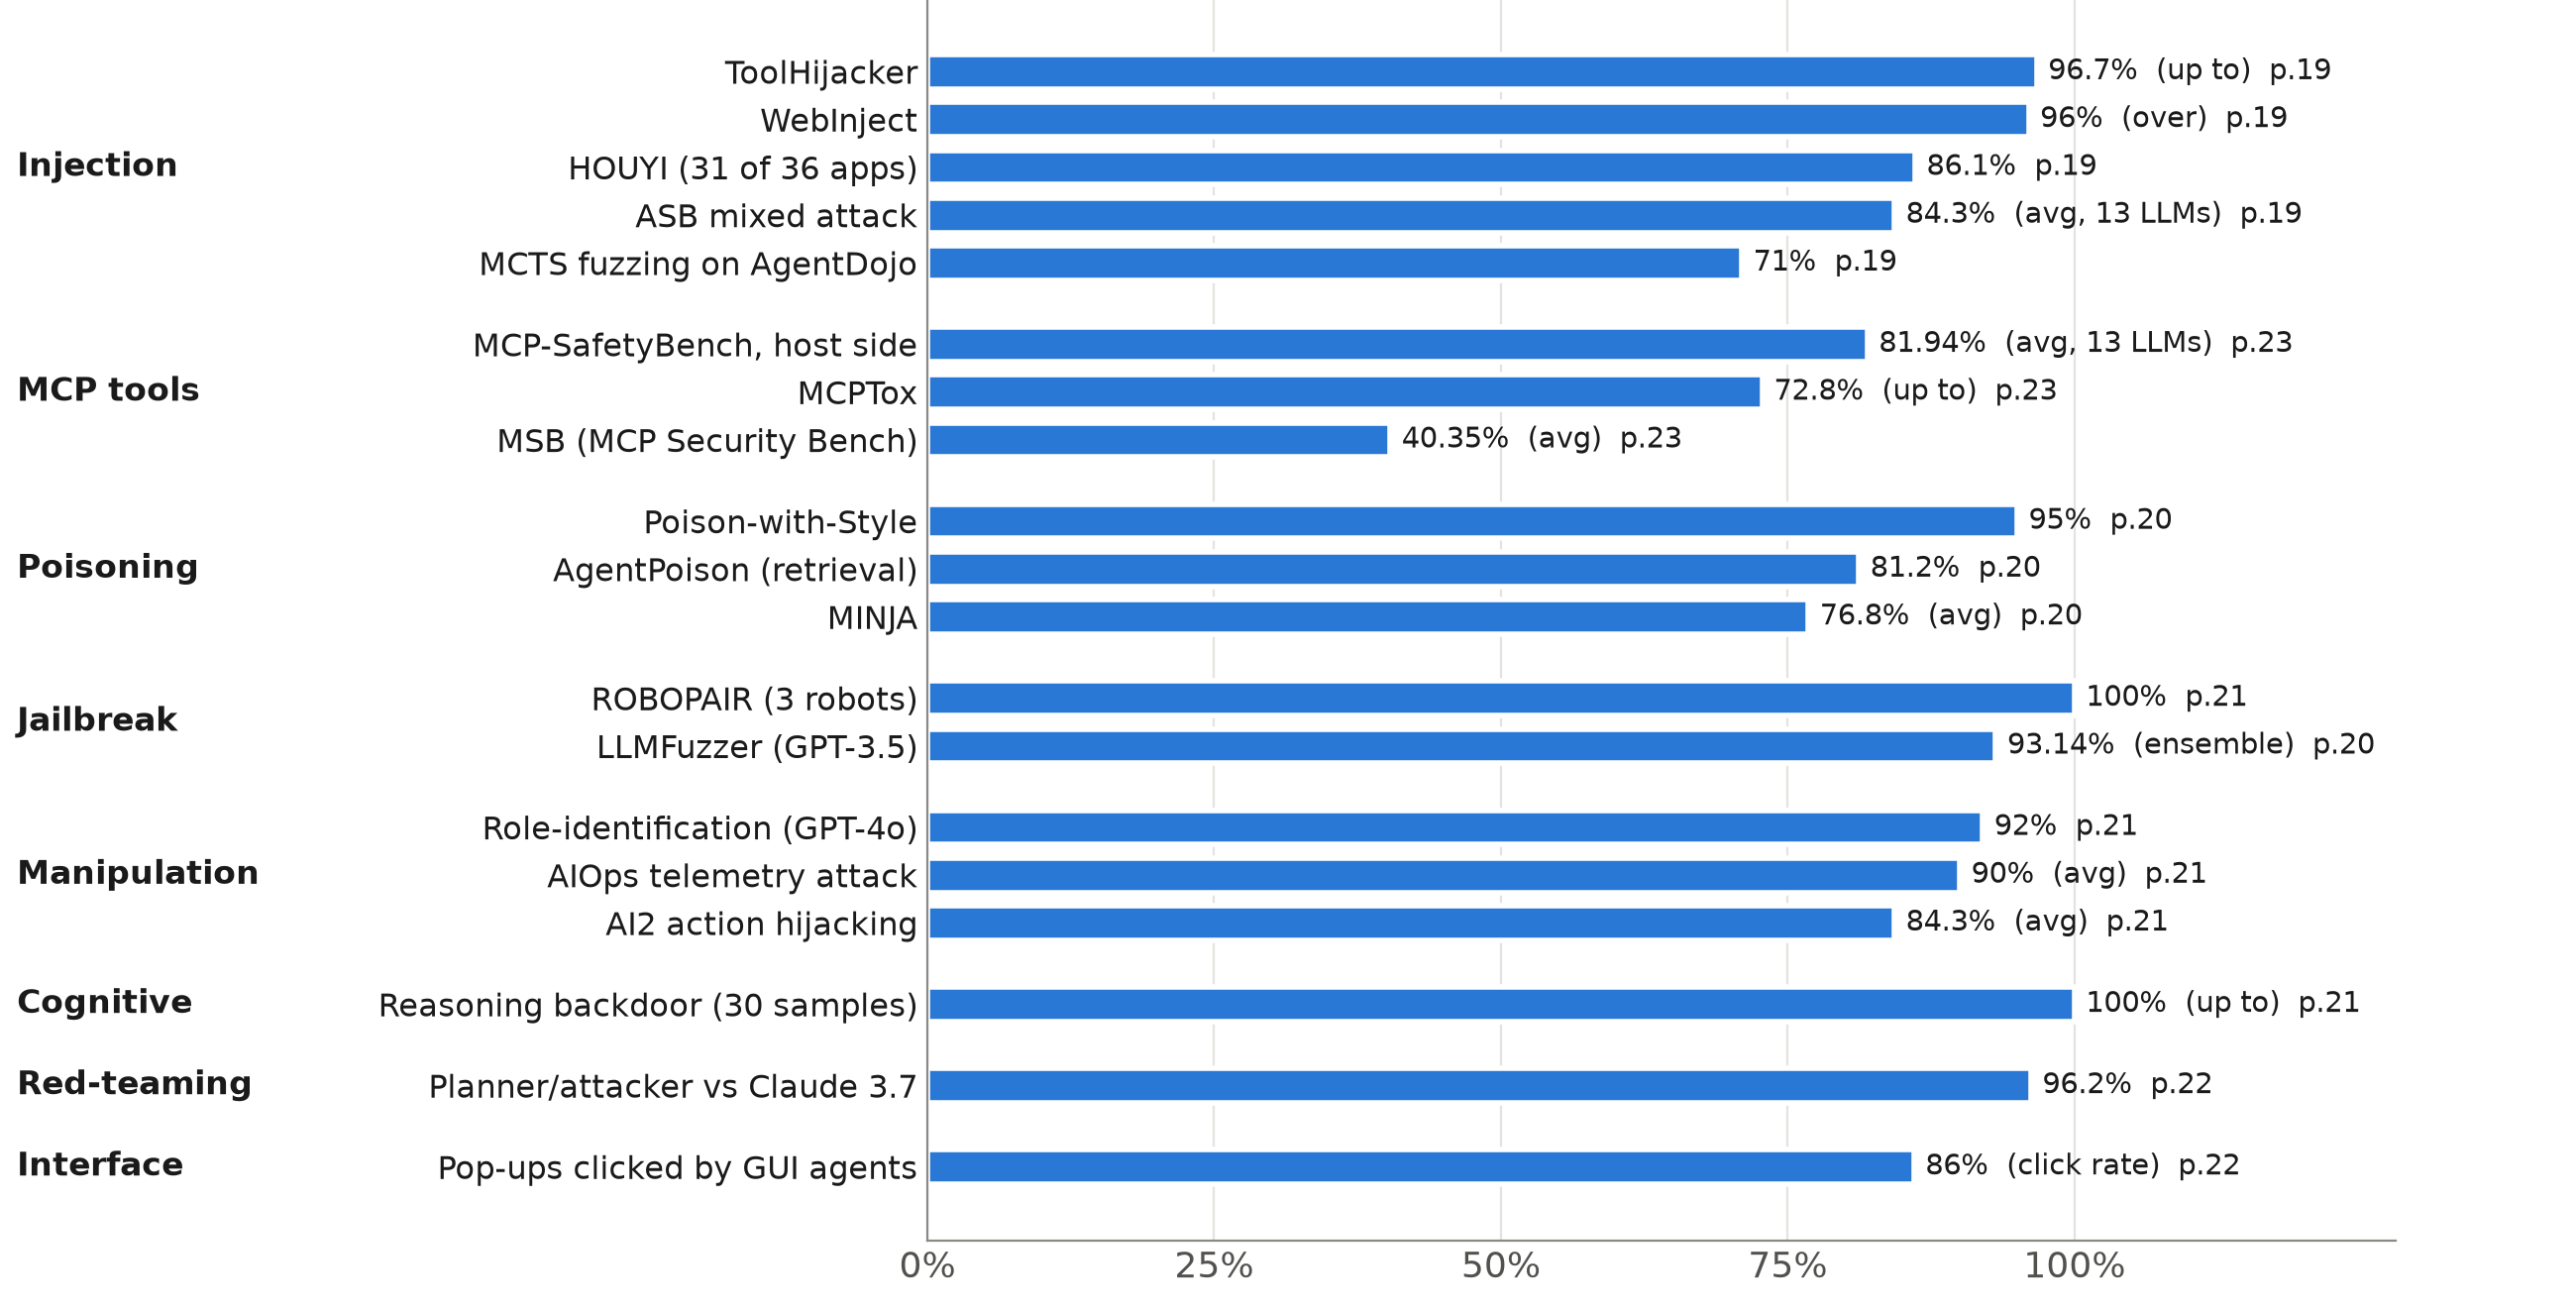 ToolHijacker 96.7% (up to) p.19
WebInject 96% (over) p.19
Injection
HOUYI (31 of 36 apps) 86.1% p.19
ASB mixed attack 84.3% (avg, 13 LLMs) p.19
MCTS fuzzing on AgentDojo 71% p.19
MCP-SafetyBench, host side 81.94% (avg, 13 LLMs) p.23
MCP tools
MCPTox 72.8% (up to) p.23
MSB (MCP Security Bench) 40.35% (avg) p.23
Poison-with-Style 95% p.20
Poisoning
AgentPoison (retrieval) 81.2% p.20
MINJA 76.8% (avg) p.20
ROBOPAIR (3 robots) 100% p.21
Jailbreak
LLMFuzzer (GPT-3.5) 93.14% (ensemble) p.20
Role-identification (GPT-4o) 92% p.21
Manipulation
AIOps telemetry attack 90% (avg) p.21
AI2 action hijacking 84.3% (avg) p.21
Cognitive
Reasoning backdoor (30 samples) 100% (up to) p.21
Red-teaming
Planner/attacker vs Claude 3.7 96.2% p.22
Interface
Pop-ups clicked by GUI agents 86% (click rate) p.22
0% 25% 50% 75% 100%